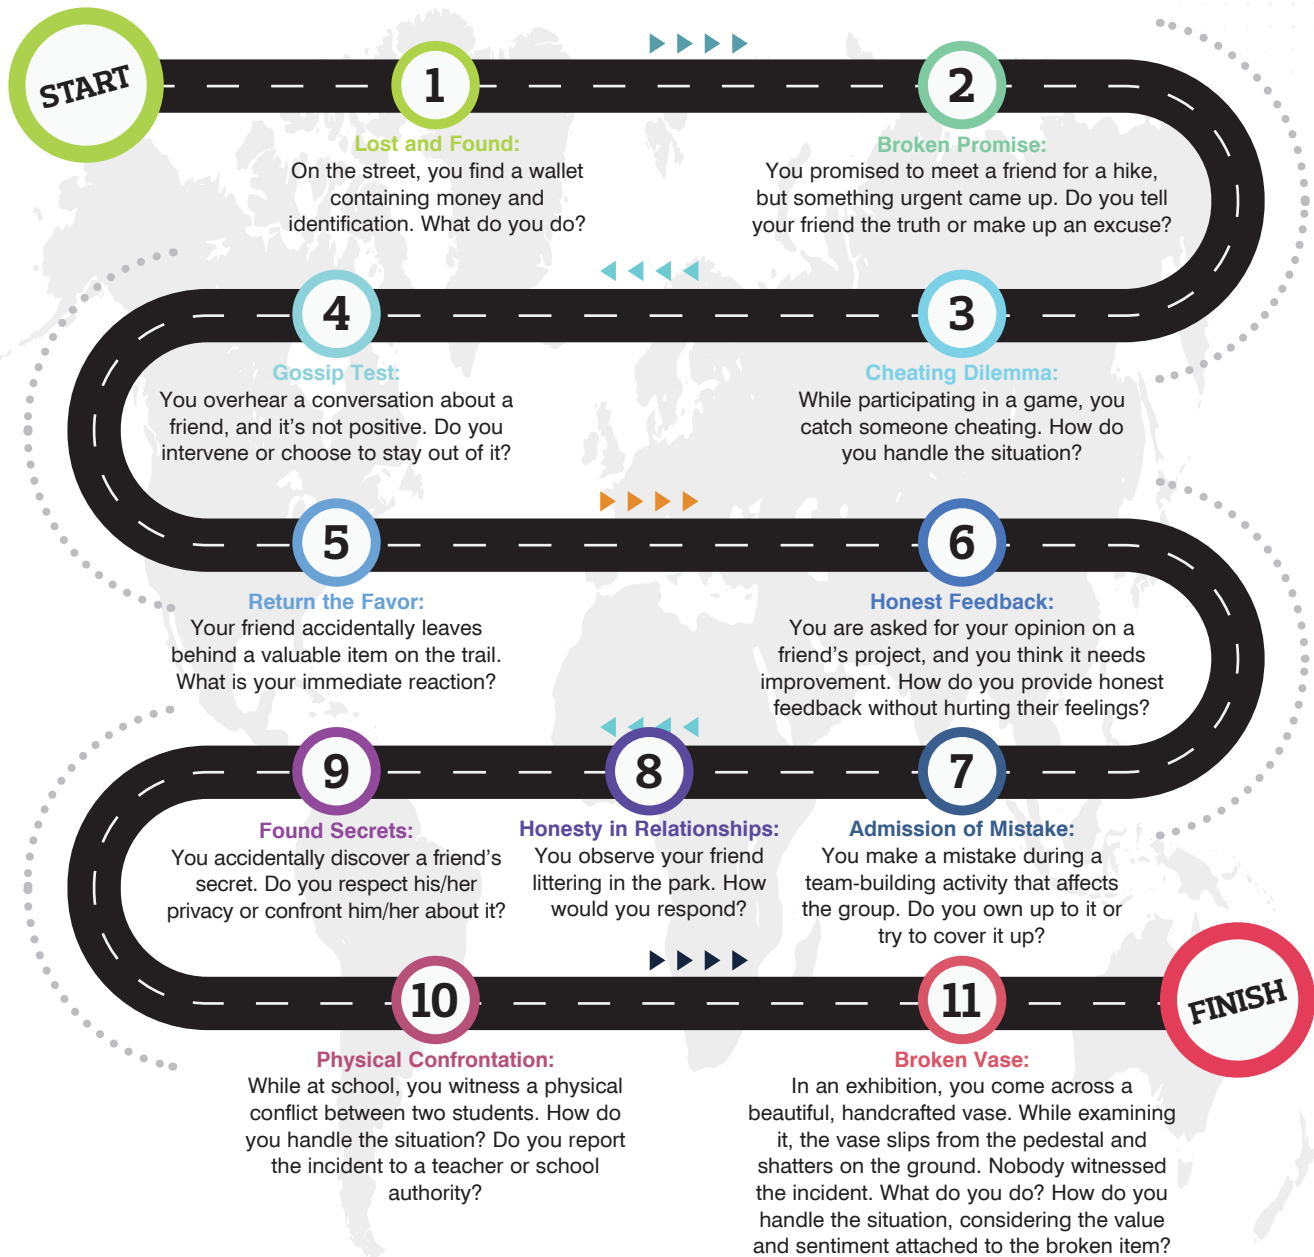 START
1
Lost and Found:
On the street, you find a wallet
containing money and
identification. What do you do?
2
Broken Promise:
You promised to meet a friend for a hike,
but something urgent came up. Do you tell
your friend the truth or make up an excuse?
3
Cheating Dilemma:
While participating in a game, you
catch someone cheating. How do
you handle the situation?
4
Gossip Test:
You overhear a conversation about a
friend, and it's not positive. Do you
intervene or choose to stay out of it?
5
Return the Favor:
Your friend accidentally leaves
behind a valuable item on the trail.
What is your immediate reaction?
6
Honest Feedback:
You are asked for your opinion on a
friend's project, and you think it needs
improvement. How do you provide honest
feedback without hurting their feelings?
7
Admission of Mistake:
You make a mistake during a
team-building activity that affects
the group. Do you own up to it or
try to cover it up?
8
Honesty in Relationships:
You observe your friend
littering in the park. How
would you respond?
9
Found Secrets:
You accidentally discover a friend's
secret. Do you respect his/her
privacy or confront him/her about it?
10
Physical Confrontation:
While at school, you witness a physical
conflict between two students. How do
you handle the situation? Do you report
the incident to a teacher or school
authority?
11
Broken Vase:
In an exhibition, you come across a
beautiful, handcrafted vase. While examining
it, the vase slips from the pedestal and
shatters on the ground. Nobody witnessed
the incident. What do you do? How do you
handle the situation, considering the value
and sentiment attached to the broken item?
FINISH